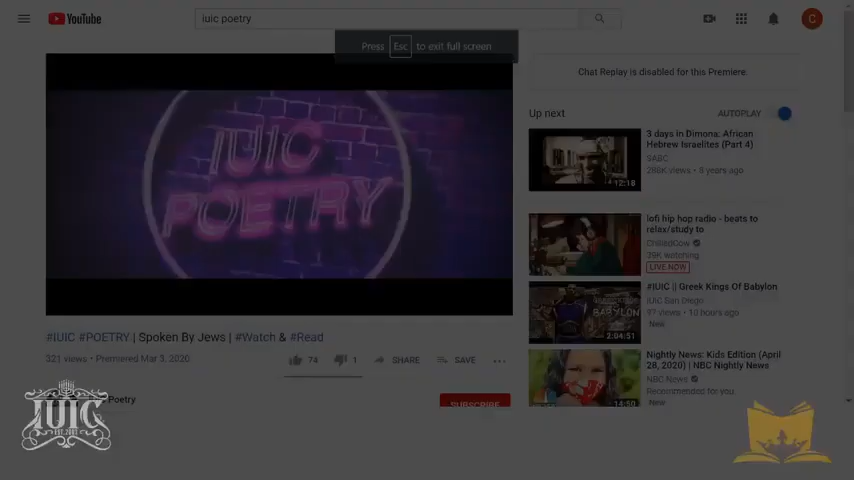 YouTube
iuic poetry
C
Press Esc to exit full screen
IUIC
POETRY
#IUIC #POETRY | Spoken By Jews | #Watch & #Read
321 views • Premiered Mar 3, 2020
74
1
SHARE
SAVE
Poetry
SUBSCRIBE
IUIC
Chat Replay is disabled for this Premiere.
Up next
AUTOPLAY
3 days in Dimona: African
Hebrew Israelites (Part 4)
SABC
288K views • 8 years ago
12:18
lofi hip hop radio - beats to
relax/study to
ChilledCow
39K watching
LIVE NOW
#IUIC || Greek Kings Of Babylon
IUIC San Diego
97 views • 10 hours ago
New
BABYLON
2:04:51
Nightly News: Kids Edition (April
28, 2020) | NBC Nightly News
NBC News
Recommended for you
New
14:50